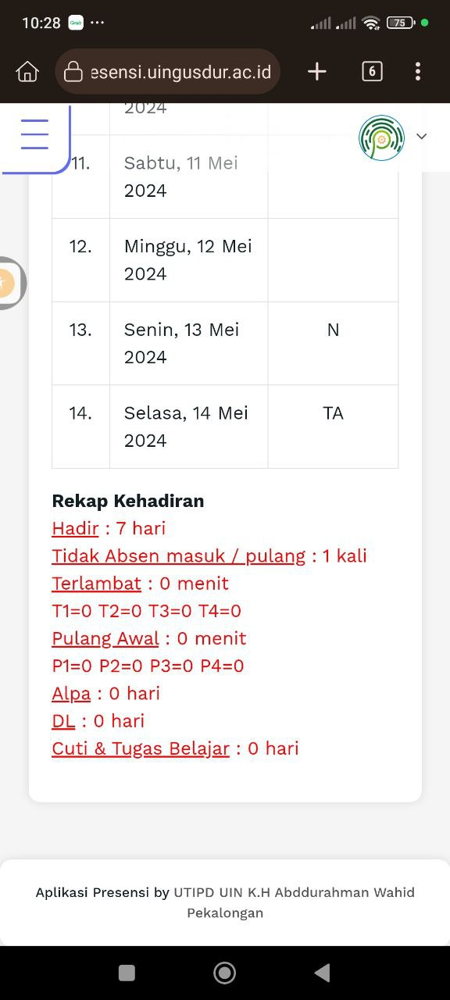 10:28 Grab ... 75
esensi.uingusdur.ac.id 6
2024
11. Sabtu, 11 Mei
2024
12. Minggu, 12 Mei
2024
13. Senin, 13 Mei N
2024
14. Selasa, 14 Mei TA
2024
Rekap Kehadiran
Hadir : 7 hari
Tidak Absen masuk / pulang : 1 kali
Terlambat : 0 menit
T1=0 T2=0 T3=0 T4=0
Pulang Awal : 0 menit
P1=0 P2=0 P3=0 P4=0
Alpa : 0 hari
DL : 0 hari
Cuti & Tugas Belajar : 0 hari
Aplikasi Presensi by UTIPD UIN K.H Abddurahman Wahid
Pekalongan